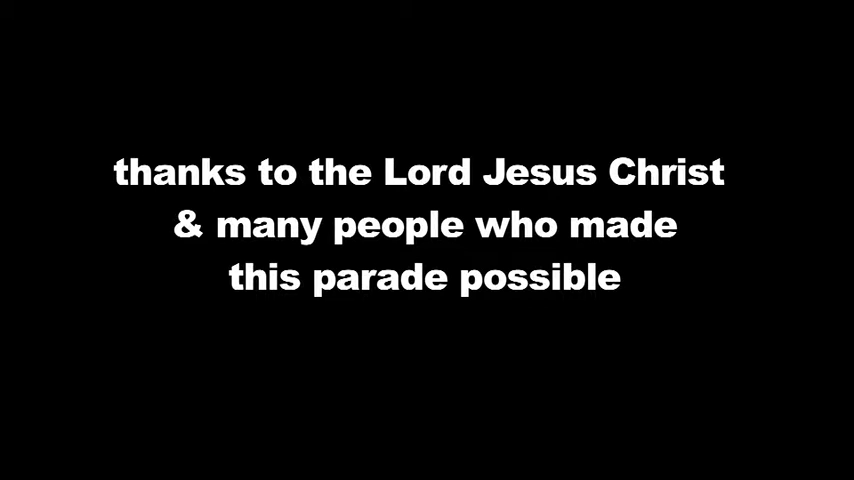 thanks to the Lord Jesus Christ
& many people who made
this parade possible